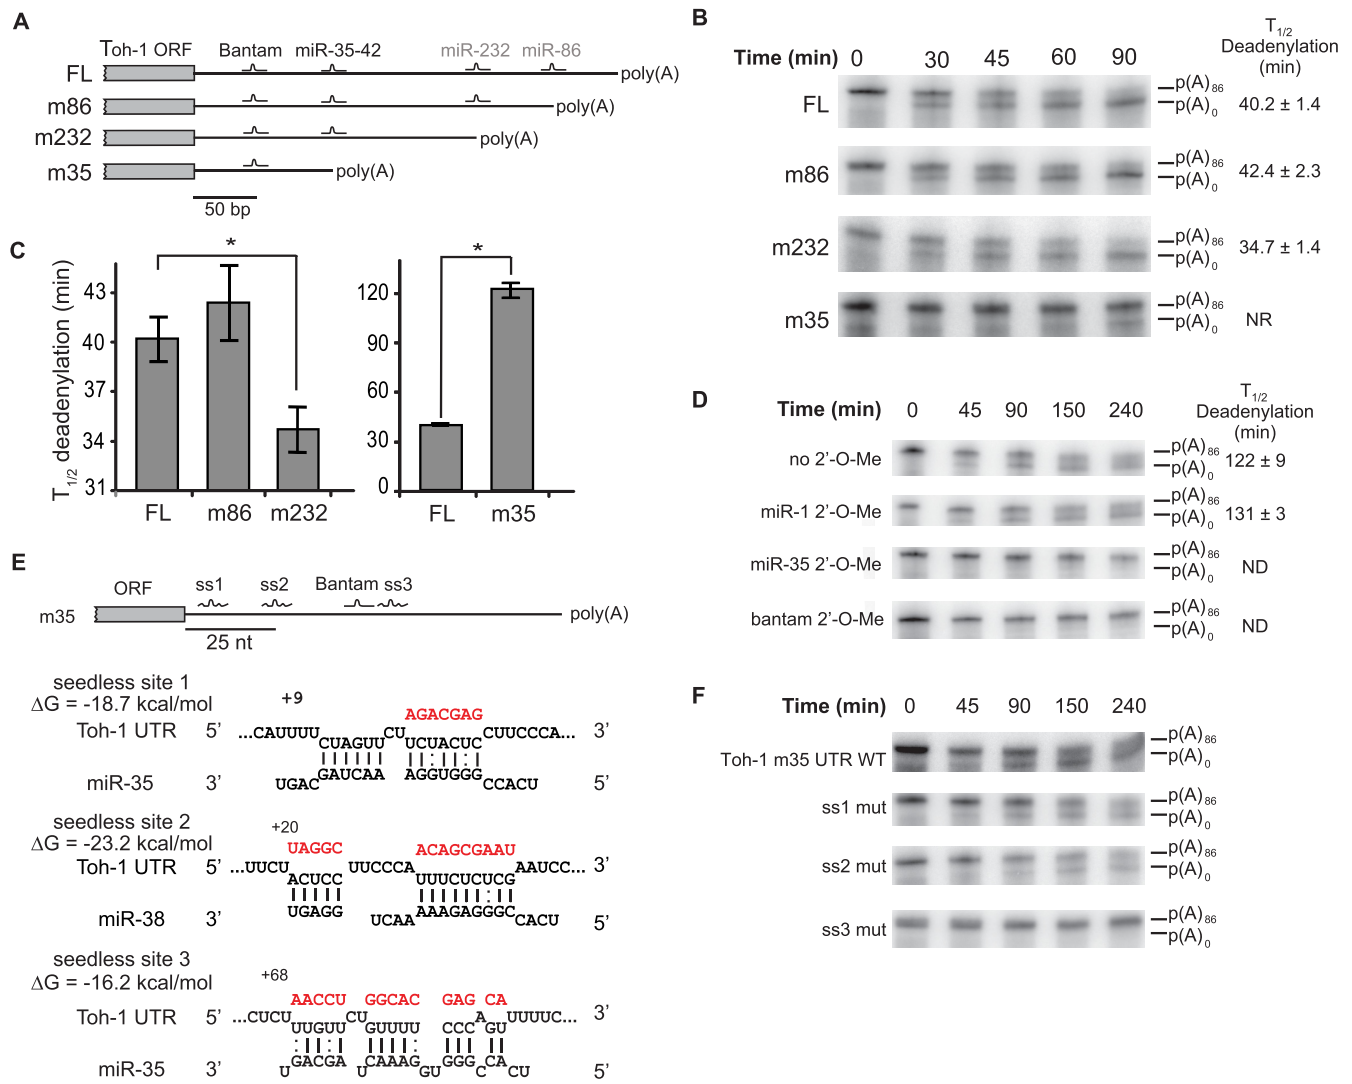 A
Toh-1 ORF Bantam miR-35-42 miR-232 miR-86
FL poly(A)
m86 poly(A)
m232 poly(A)
m35 poly(A)
50 bp
B
Time (min) 0 30 45 60 90
T1/2
Deadenylation
(min)
FL p(A)86 p(A)0 40.2 ± 1.4
m86 p(A)86 p(A)0 42.4 ± 2.3
m232 p(A)86 p(A)0 34.7 ± 1.4
m35 p(A)86 p(A)0 NR
C
T1/2 deadenylation (min)
*
43
40
37
34
31
FL m86 m232
*
120
90
60
30
0
FL m35
D
Time (min) 0 45 90 150 240
T1/2
Deadenylation
(min)
no 2'-O-Me p(A)86 p(A)0 122 ± 9
miR-1 2'-O-Me p(A)86 p(A)0 131 ± 3
miR-35 2'-O-Me p(A)86 p(A)0 ND
bantam 2'-O-Me p(A)86 p(A)0 ND
E
ORF ss1 ss2 Bantam ss3
m35 poly(A)
25 nt
seedless site 1
ΔG = -18.7 kcal/mol
+9
AGACGAG
Toh-1 UTR 5' ...CAUUUU CUAGUU CU UCUACUC CUUCCCA... 3'
miR-35 3' UGAC GAUCAA AGGUGGG CCACU 5'
seedless site 2
ΔG = -23.2 kcal/mol
+20
UAGGC ACAGCGAAU
Toh-1 UTR 5' ...UUCU ACUCC UUCCCA UUUCUCUCG AAUCC... 3'
miR-38 3' UGAGG UCAA AAAGAGGGC CACU 5'
seedless site 3
ΔG = -16.2 kcal/mol
+68
AACCU GGCAC GAG CA
Toh-1 UTR 5' ...CUCU UUGUU CU GUUUU CCC A GU UUUUC... 3'
miR-35 3' U GACGA U CAAAG GU GGG C CA CU 5'
F
Time (min) 0 45 90 150 240
Toh-1 m35 UTR WT p(A)86 p(A)0
ss1 mut p(A)86 p(A)0
ss2 mut p(A)86 p(A)0
ss3 mut p(A)86 p(A)0